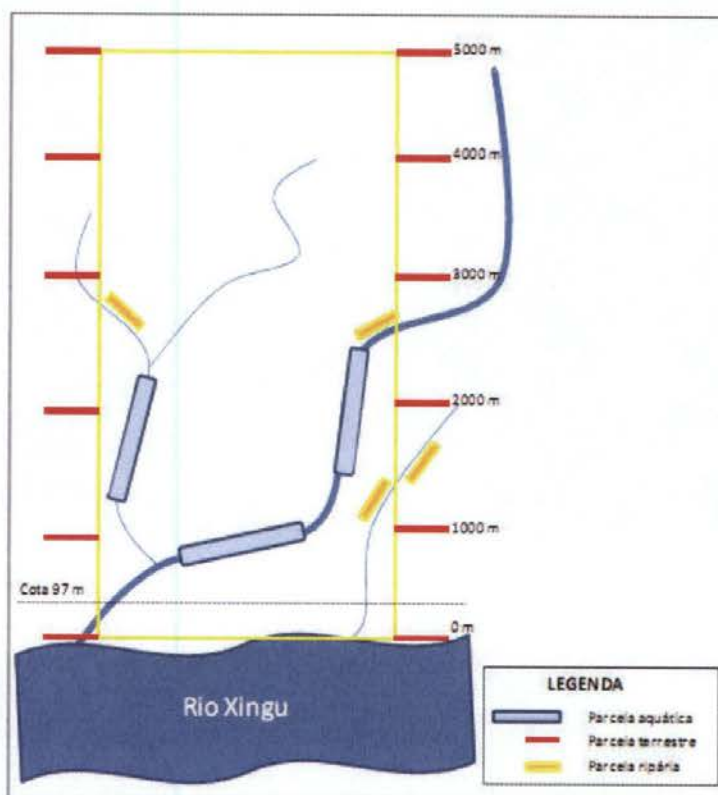 5000 m
4000 m
3000 m
2000 m
1000 m
Cota 97 m
0 m
Rio Xingu
LEGENDA
Parcela aquática
Parcela terrestre
Parcela ripária